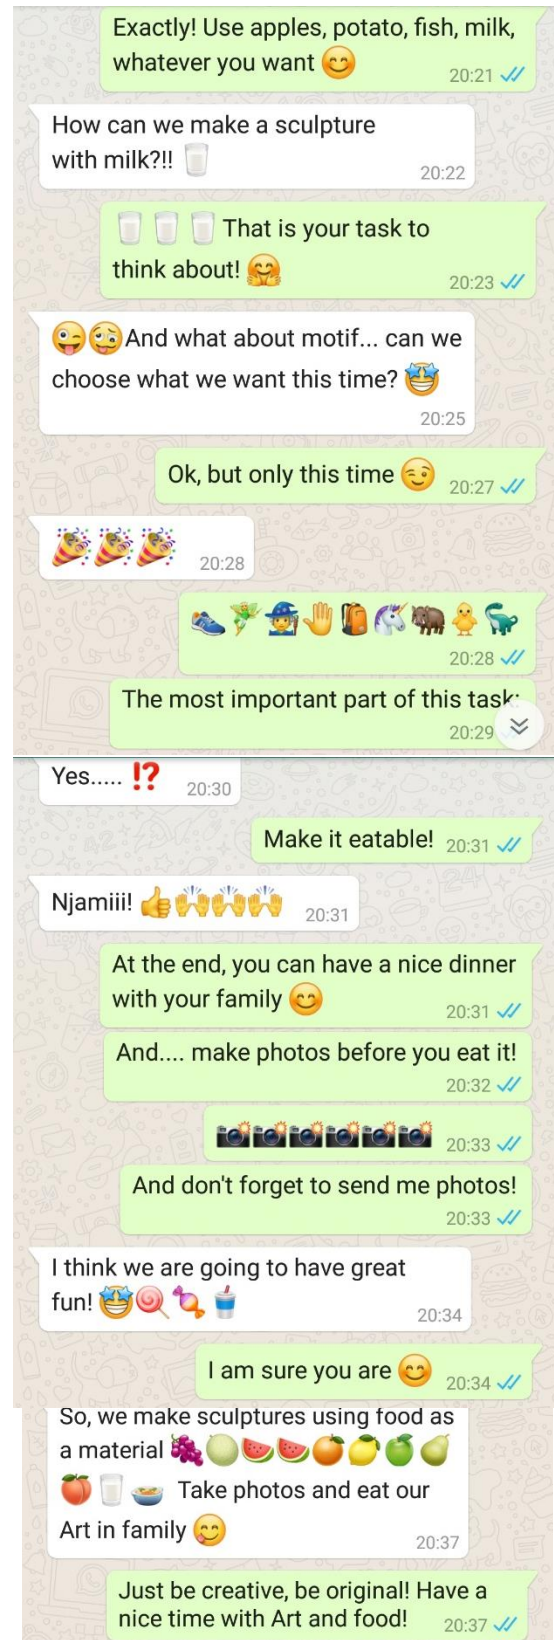 Exactly! Use apples, potato, fish, milk,
whatever you want 😊
20:21
How can we make a sculpture
with milk?!! 🥛
20:22
🥛 🥛 🥛 That is your task to
think about! 🤗
20:23
😜🥴And what about motif... can we
choose what we want this time? 🤩
20:25
Ok, but only this time 😉 20:27
🎉🎉🎉 20:28
👟🧚🧙🤚🎒🦄🐗🐥🦕
20:28
The most important part of this task:
20:29
Yes..... ⁉️ 20:30
Make it eatable! 20:31
Njamiii! 👍🙌🙌🙌 20:31
At the end, you can have a nice dinner
with your family 😊
20:31
And.... make photos before you eat it!
20:32
📸📸📸📸📸📸 20:33
And don't forget to send me photos!
20:33
I think we are going to have great
fun! 🤩🍭🍬🥤
20:34
I am sure you are 😊 20:34
So, we make sculptures using food as
a material 🍇🍈🍉🍉🍊🍋🍏🍐
🍑🥛🍲 Take photos and eat our
Art in family 😋
20:37
Just be creative, be original! Have a
nice time with Art and food! 20:37